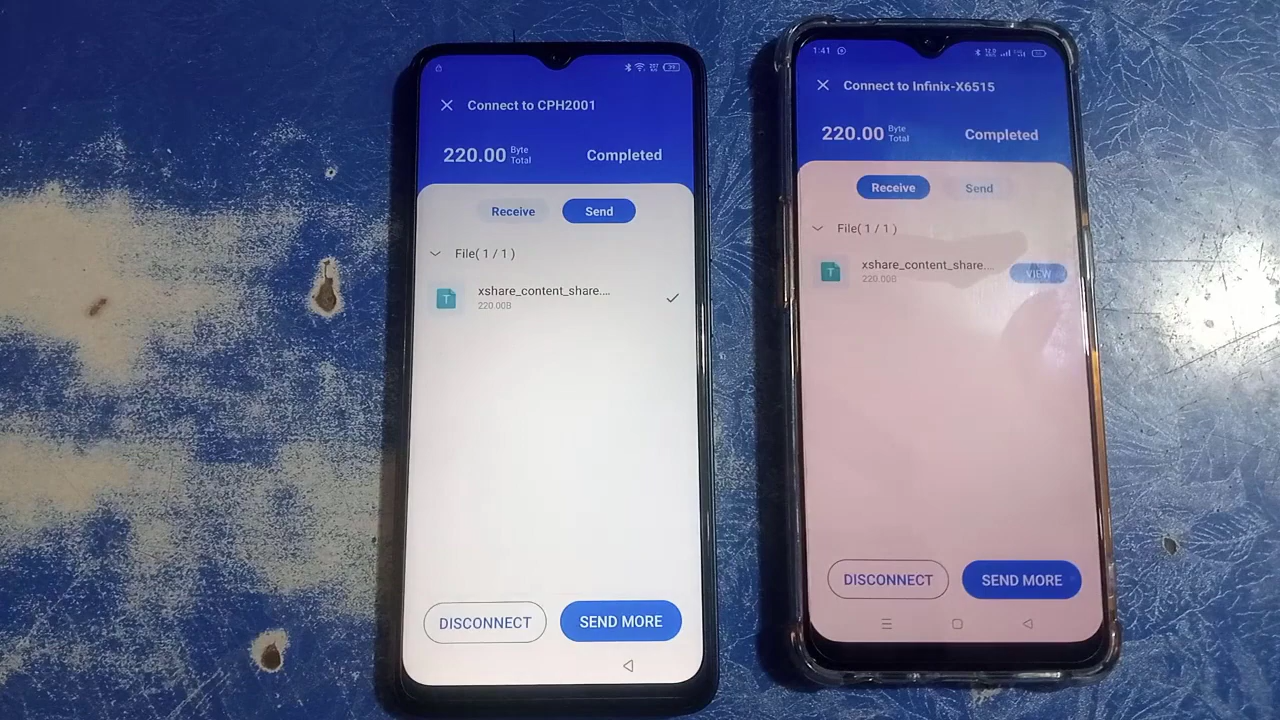 Connect to CPH2001
220.00 Byte Total Completed
Receive Send
File( 1 / 1 )
T xshare_content_share....
220.00B
DISCONNECT SEND MORE
1:41
Connect to Infinix-X6515
220.00 Byte Total Completed
Receive Send
File( 1 / 1 )
T xshare_content_share....
220.00B
VIEW
DISCONNECT SEND MORE